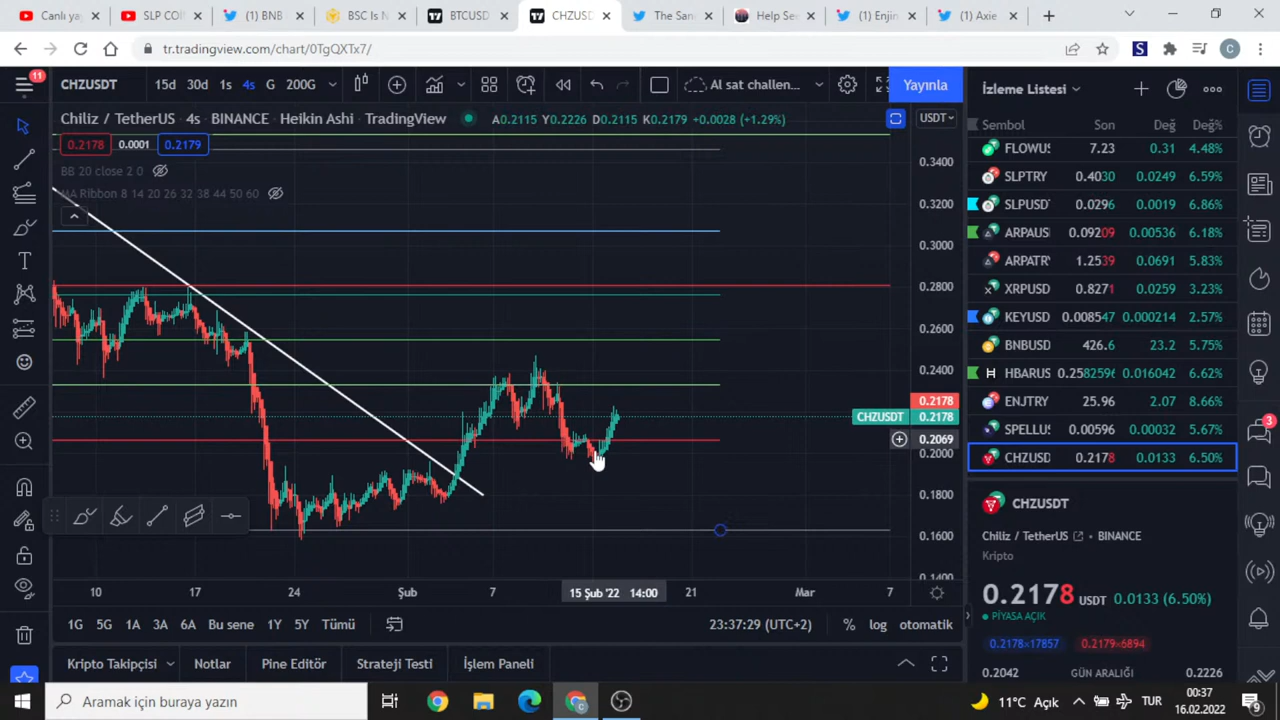 Canlı yay
SLP COI
(1) BNB
BSC Is N
BTCUSD
CHZUSD
The San
Help See
(1) Enjin
(1) Axie
tr.tradingview.com/chart/0TgQXTx7/
S
C
11
CHZUSDT
15d 30d 1s 4s G 200G
AI sat challen...
Yayınla
İzleme Listesi
Chiliz / TetherUS 4s BINANCE Heikin Ashi TradingView
A0.2115 Y0.2226 D0.2115 K0.2179 +0.0028 (+1.29%)
USDT
0.2178 0.0001 0.2179
BB 20 close 2 0
MA Ribbon 8 14 20 26 32 38 44 50 60
0.3400
0.3200
0.3000
0.2800
0.2600
0.2400
0.2178
CHZUSDT 0.2178
0.2069
0.2000
0.1800
0.1600
0.1400
Sembol Son Değ Değ%
FLOWUS 7.23 0.31 4.48%
SLPTRY 0.4030 0.0249 6.59%
SLPUSD 0.0296 0.0019 6.86%
ARPAUS 0.09209 0.00536 6.18%
ARPATR 1.2539 0.0691 5.83%
XRPUSD 0.8271 0.0259 3.23%
KEYUSD 0.008547 0.000214 2.57%
BNBUSD 426.6 23.2 5.75%
HBARUS 0.2582596 0.016042 6.62%
ENJTRY 25.96 2.07 8.66%
SPELLUS 0.00596 0.00032 5.67%
CHZUSD 0.2178 0.0133 6.50%
3
10 17 24 Şub 7 15 Şub '22 14:00 21 Mar 7
CHZUSDT
Chiliz / TetherUS BINANCE
Kripto
0.2178 USDT 0.0133 (6.50%)
PİYASA AÇIK
0.2178×17857 0.2179×6894
0.2042 GÜN ARALIĞI 0.2226
1G 5G 1A 3A 6A Bu sene 1Y 5Y Tümü
23:37:29 (UTC+2) % log otomatik
Kripto Takipçisi Notlar Pine Editör Strateji Testi İşlem Paneli
Aramak için buraya yazın
11°C Açık
TUR
00:37
16.02.2022
9